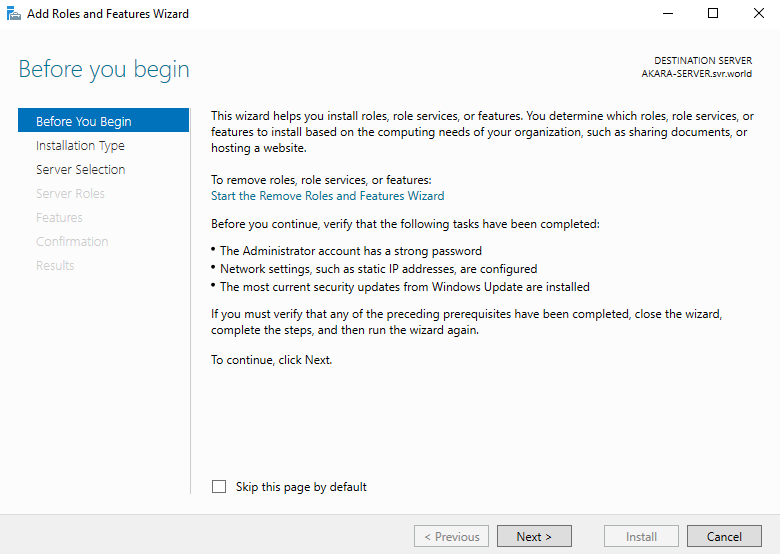 Add Roles and Features Wizard
Before you begin
DESTINATION SERVER
AKARA-SERVER.svr.world
Before You Begin
Installation Type
Server Selection
Server Roles
Features
Confirmation
Results
This wizard helps you install roles, role services, or features. You determine which roles, role services, or
features to install based on the computing needs of your organization, such as sharing documents, or
hosting a website.
To remove roles, role services, or features:
Start the Remove Roles and Features Wizard
Before you continue, verify that the following tasks have been completed:
• The Administrator account has a strong password
• Network settings, such as static IP addresses, are configured
• The most current security updates from Windows Update are installed
If you must verify that any of the preceding prerequisites have been completed, close the wizard,
complete the steps, and then run the wizard again.
To continue, click Next.
Skip this page by default
< Previous
Next >
Install
Cancel